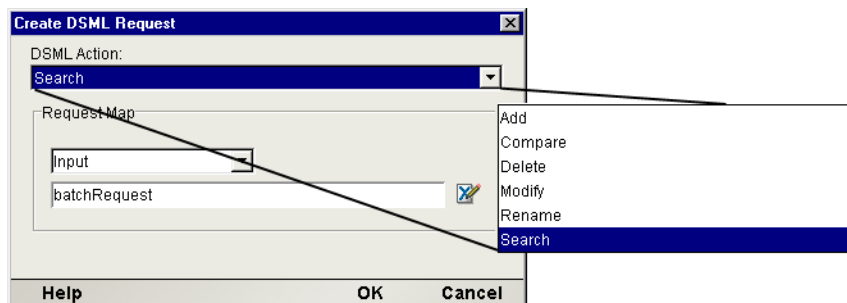 Create DSML Request
DSML Action:
Search
Request Map
Input
batchRequest
Help OK Cancel
Add
Compare
Delete
Modify
Rename
Search